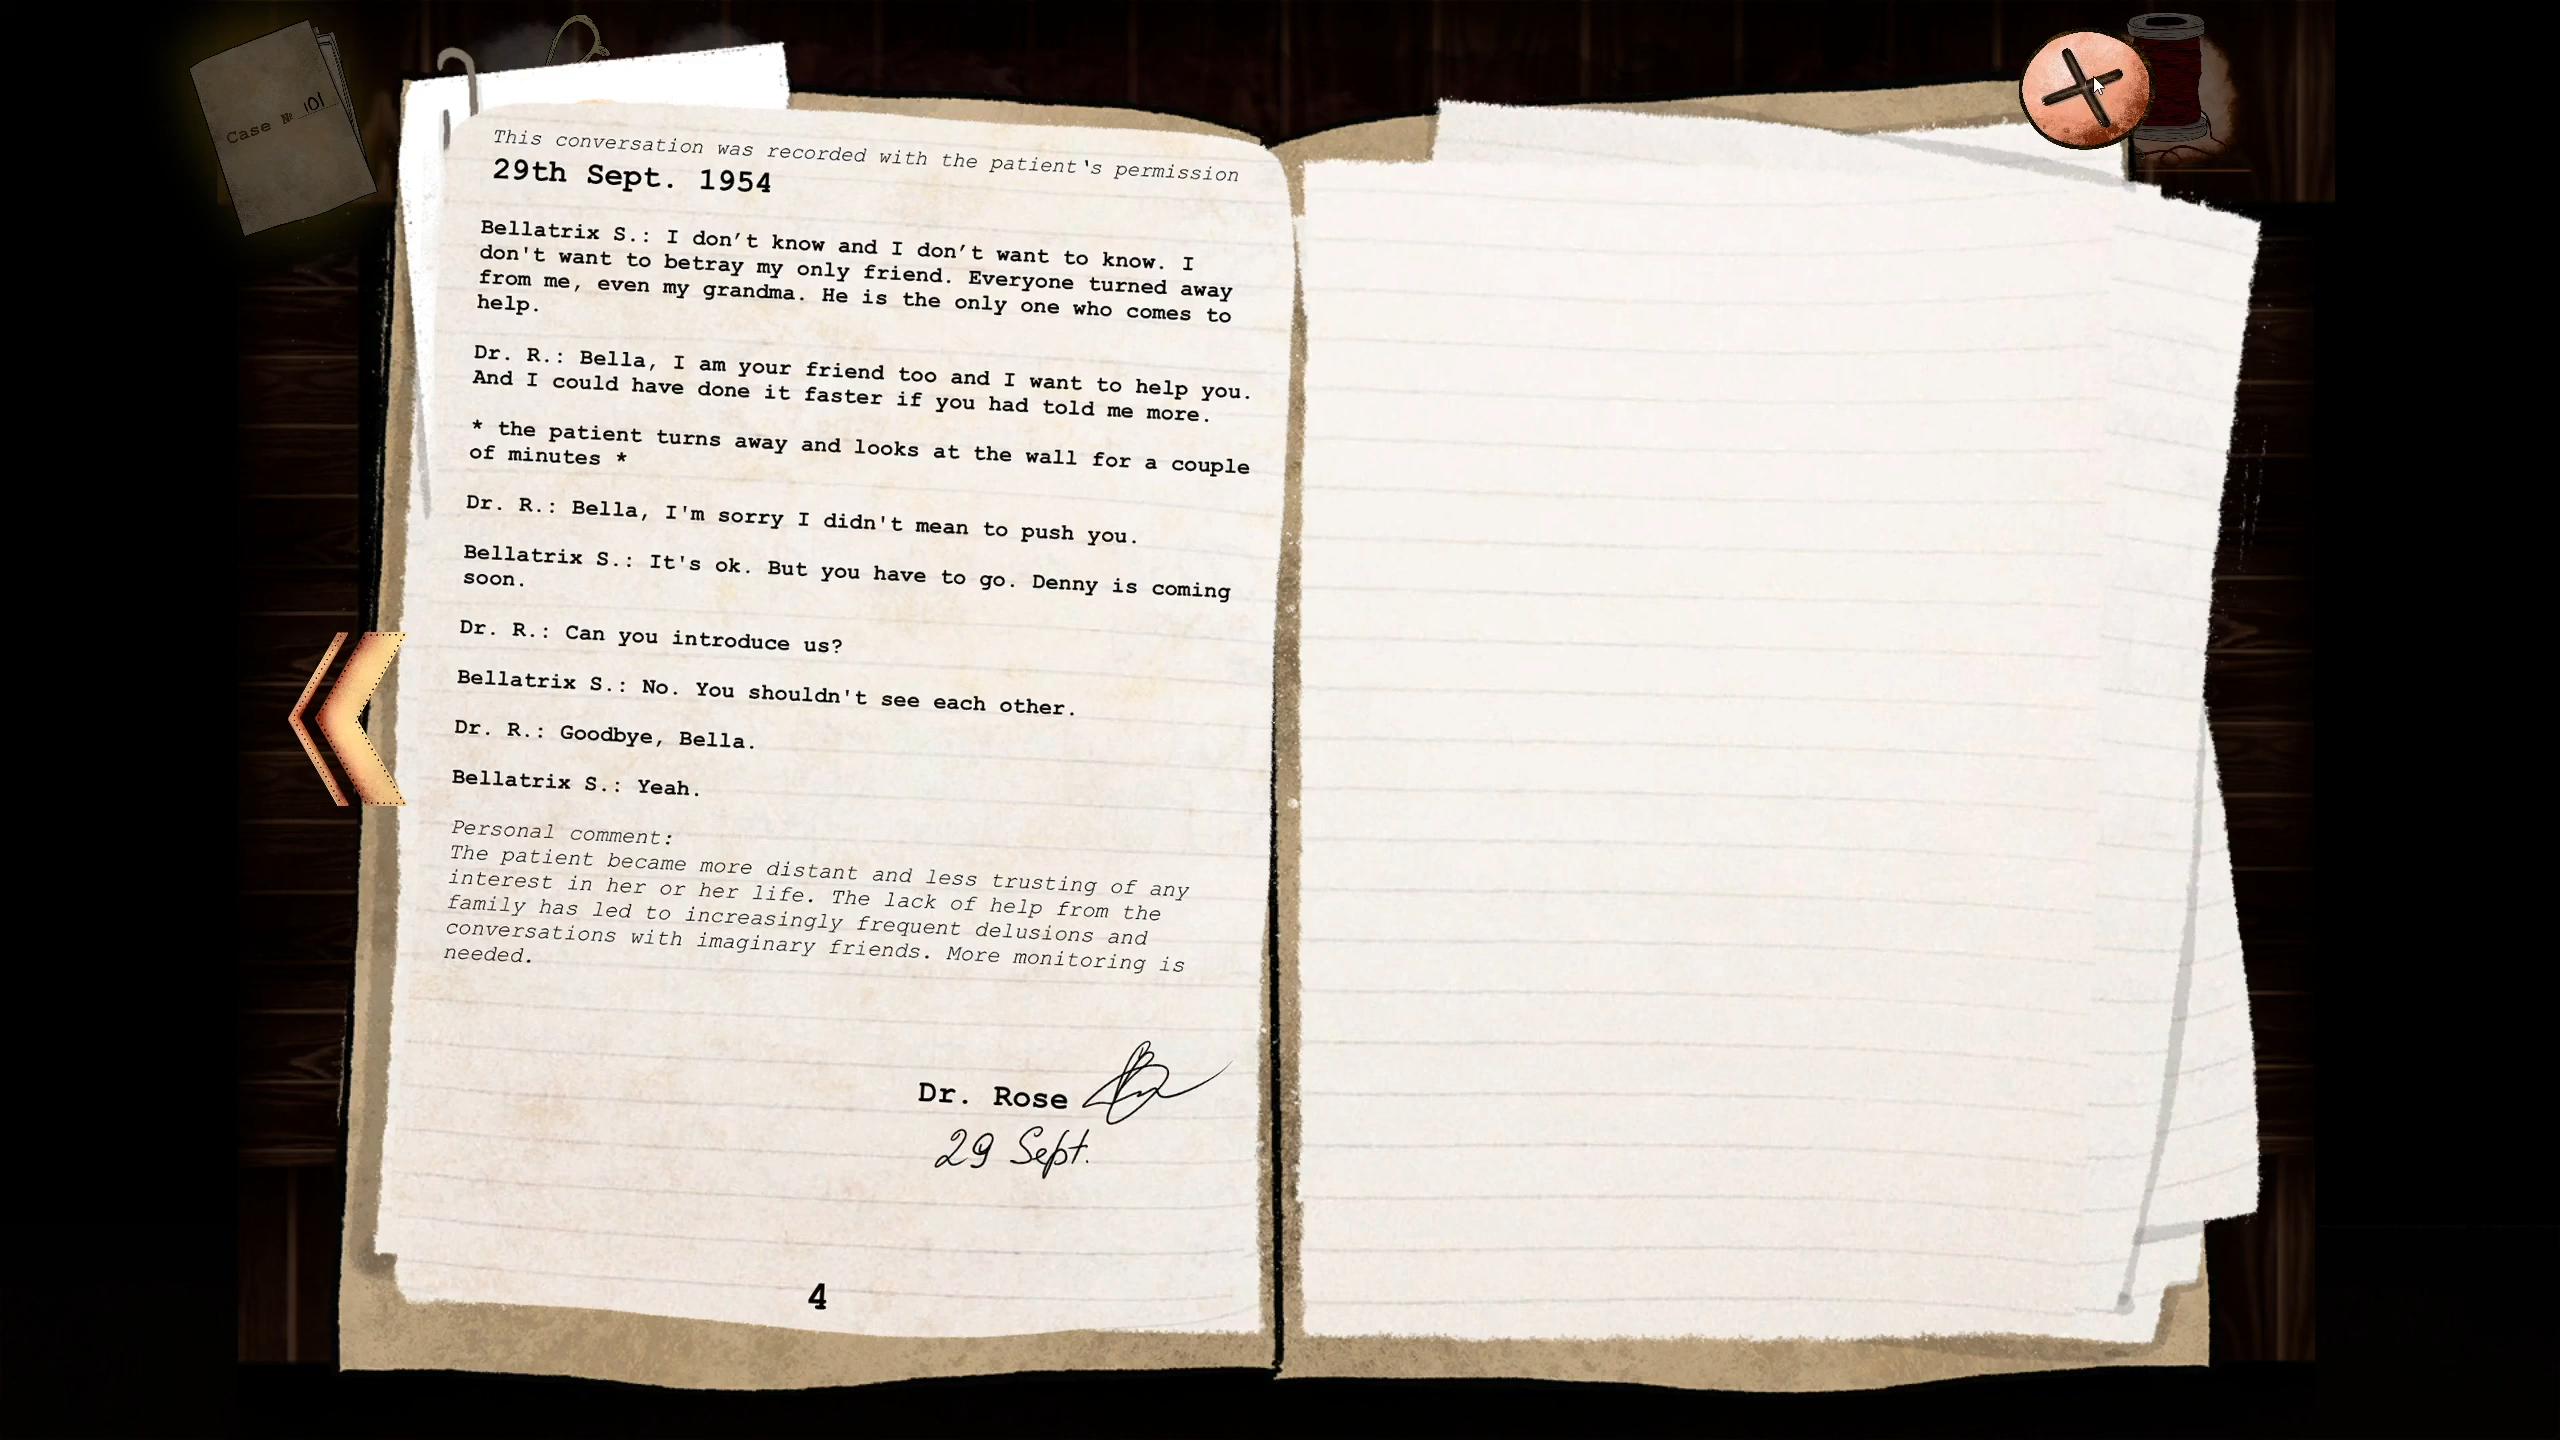 Case № 101
This conversation was recorded with the patient's permission
29th Sept. 1954
Bellatrix S.: I don’t know and I don’t want to know. I
don't want to betray my only friend. Everyone turned away
from me, even my grandma. He is the only one who comes to
help.
Dr. R.: Bella, I am your friend too and I want to help you.
And I could have done it faster if you had told me more.
* the patient turns away and looks at the wall for a couple
of minutes *
Dr. R.: Bella, I'm sorry I didn't mean to push you.
Bellatrix S.: It's ok. But you have to go. Denny is coming
soon.
Dr. R.: Can you introduce us?
Bellatrix S.: No. You shouldn't see each other.
Dr. R.: Goodbye, Bella.
Bellatrix S.: Yeah.
Personal comment:
The patient became more distant and less trusting of any
interest in her or her life. The lack of help from the
family has led to increasingly frequent delusions and
conversations with imaginary friends. More monitoring is
needed.
Dr. Rose
29 Sept.
4